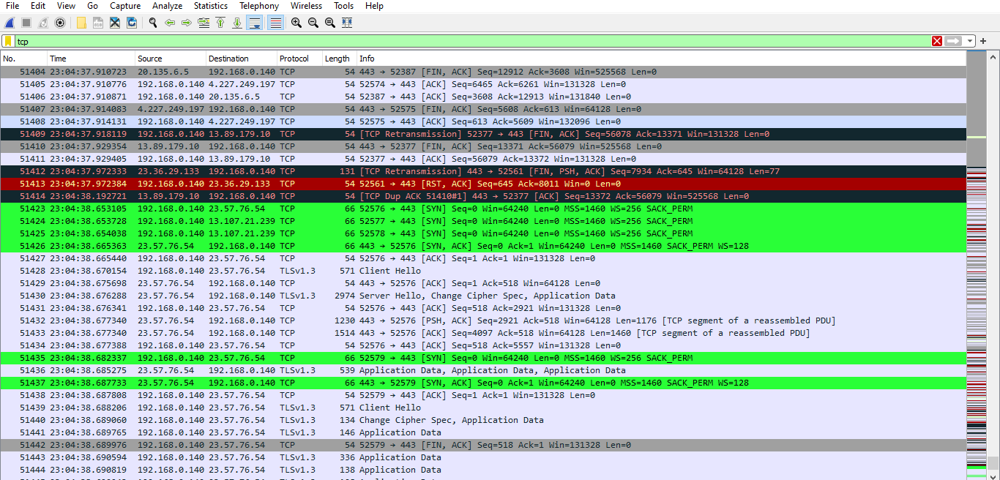 File Edit View Go Capture Analyze Statistics Telephony Wireless Tools Help
tcp
No. Time Source Destination Protocol Length Info
51404 23:04:37.910723 20.135.6.5 192.168.0.140 TCP 54 443 → 52387 [FIN, ACK] Seq=12912 Ack=3608 Win=525568 Len=0
51405 23:04:37.910776 192.168.0.140 4.227.249.197 TCP 54 52574 → 443 [ACK] Seq=6465 Ack=6261 Win=131328 Len=0
51406 23:04:37.910871 192.168.0.140 20.135.6.5 TCP 54 52387 → 443 [ACK] Seq=3608 Ack=12913 Win=131840 Len=0
51407 23:04:37.914083 4.227.249.197 192.168.0.140 TCP 54 443 → 52575 [FIN, ACK] Seq=5608 Ack=613 Win=64128 Len=0
51408 23:04:37.914131 192.168.0.140 4.227.249.197 TCP 54 52575 → 443 [ACK] Seq=613 Ack=5609 Win=132096 Len=0
51409 23:04:37.918119 192.168.0.140 13.89.179.10 TCP 54 [TCP Retransmission] 52377 → 443 [FIN, ACK] Seq=56078 Ack=13371 Win=131328 Len=0
51410 23:04:37.929354 13.89.179.10 192.168.0.140 TCP 54 443 → 52377 [FIN, ACK] Seq=13371 Ack=56079 Win=525568 Len=0
51411 23:04:37.929405 192.168.0.140 13.89.179.10 TCP 54 52377 → 443 [ACK] Seq=56079 Ack=13372 Win=131328 Len=0
51412 23:04:37.972333 23.36.29.133 192.168.0.140 TCP 131 [TCP Retransmission] 443 → 52561 [FIN, PSH, ACK] Seq=7934 Ack=645 Win=64128 Len=77
51413 23:04:37.972384 192.168.0.140 23.36.29.133 TCP 54 52561 → 443 [RST, ACK] Seq=645 Ack=8011 Win=0 Len=0
51414 23:04:38.192721 13.89.179.10 192.168.0.140 TCP 54 [TCP Dup ACK 51410#1] 443 → 52377 [ACK] Seq=13372 Ack=56079 Win=525568 Len=0
51423 23:04:38.653105 192.168.0.140 23.57.76.54 TCP 66 52576 → 443 [SYN] Seq=0 Win=64240 Len=0 MSS=1460 WS=256 SACK_PERM
51424 23:04:38.653728 192.168.0.140 13.107.21.239 TCP 66 52577 → 443 [SYN] Seq=0 Win=64240 Len=0 MSS=1460 WS=256 SACK_PERM
51425 23:04:38.654038 192.168.0.140 13.107.21.239 TCP 66 52578 → 443 [SYN] Seq=0 Win=64240 Len=0 MSS=1460 WS=256 SACK_PERM
51426 23:04:38.665363 23.57.76.54 192.168.0.140 TCP 66 443 → 52576 [SYN, ACK] Seq=0 Ack=1 Win=64240 Len=0 MSS=1460 SACK_PERM WS=128
51427 23:04:38.665440 192.168.0.140 23.57.76.54 TCP 54 52576 → 443 [ACK] Seq=1 Ack=1 Win=131328 Len=0
51428 23:04:38.670154 192.168.0.140 23.57.76.54 TLSv1.3 571 Client Hello
51429 23:04:38.675698 23.57.76.54 192.168.0.140 TCP 54 443 → 52576 [ACK] Seq=1 Ack=518 Win=64128 Len=0
51430 23:04:38.676288 23.57.76.54 192.168.0.140 TLSv1.3 2974 Server Hello, Change Cipher Spec, Application Data
51431 23:04:38.676341 192.168.0.140 23.57.76.54 TCP 54 52576 → 443 [ACK] Seq=518 Ack=2921 Win=131328 Len=0
51432 23:04:38.677340 23.57.76.54 192.168.0.140 TCP 1230 443 → 52576 [PSH, ACK] Seq=2921 Ack=518 Win=64128 Len=1176 [TCP segment of a reassembled PDU]
51433 23:04:38.677340 23.57.76.54 192.168.0.140 TCP 1514 443 → 52576 [ACK] Seq=4097 Ack=518 Win=64128 Len=1460 [TCP segment of a reassembled PDU]
51434 23:04:38.677388 192.168.0.140 23.57.76.54 TCP 54 52576 → 443 [ACK] Seq=518 Ack=5557 Win=131328 Len=0
51435 23:04:38.682337 192.168.0.140 23.57.76.54 TCP 66 52579 → 443 [SYN] Seq=0 Win=64240 Len=0 MSS=1460 WS=256 SACK_PERM
51436 23:04:38.685275 23.57.76.54 192.168.0.140 TLSv1.3 539 Application Data, Application Data, Application Data
51437 23:04:38.687733 23.57.76.54 192.168.0.140 TCP 66 443 → 52579 [SYN, ACK] Seq=0 Ack=1 Win=64240 Len=0 MSS=1460 SACK_PERM WS=128
51438 23:04:38.687808 192.168.0.140 23.57.76.54 TCP 54 52579 → 443 [ACK] Seq=1 Ack=1 Win=131328 Len=0
51439 23:04:38.688206 192.168.0.140 23.57.76.54 TLSv1.3 571 Client Hello
51440 23:04:38.689060 192.168.0.140 23.57.76.54 TLSv1.3 134 Change Cipher Spec, Application Data
51441 23:04:38.689765 192.168.0.140 23.57.76.54 TLSv1.3 146 Application Data
51442 23:04:38.689976 192.168.0.140 23.57.76.54 TCP 54 52579 → 443 [FIN, ACK] Seq=518 Ack=1 Win=131328 Len=0
51443 23:04:38.690594 192.168.0.140 23.57.76.54 TLSv1.3 336 Application Data
51444 23:04:38.690819 192.168.0.140 23.57.76.54 TLSv1.3 138 Application Data